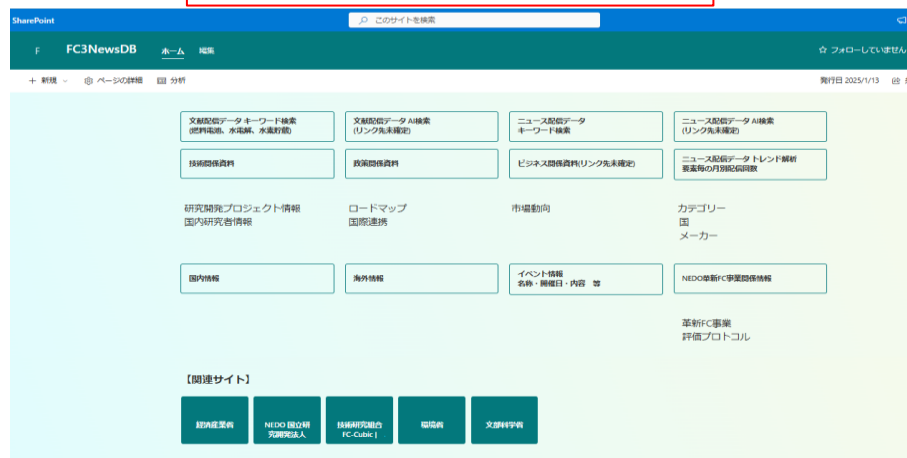 SharePoint
このサイトを検索
F FC3NewsDB ホーム 編集
☆ フォローしていません
+ 新規 ページの詳細 分析
発行日 2025/1/13
文献配信データ キーワード検索
(燃料電池、水電解、水素貯蔵)
文献配信データ AI検索
(リンク先未確定)
ニュース配信データ
キーワード検索
ニュース配信データ AI検索
(リンク先未確定)
技術関係資料
政策関係資料
ビジネス関係資料(リンク先未確定)
ニュース配信データ トレンド解析
要素毎の月別配信回数
研究開発プロジェクト情報
国内研究者情報
ロードマップ
国際連携
市場動向
カテゴリー
国
メーカー
国内情報
海外情報
イベント情報
名称・開催日・内容 等
NEDO革新FC事業関係情報
革新FC事業
評価プロトコル
【関連サイト】
経済産業省
NEDO 国立研
究開発法人
技術研究組合
FC-Cubic |
環境省
文部科学省